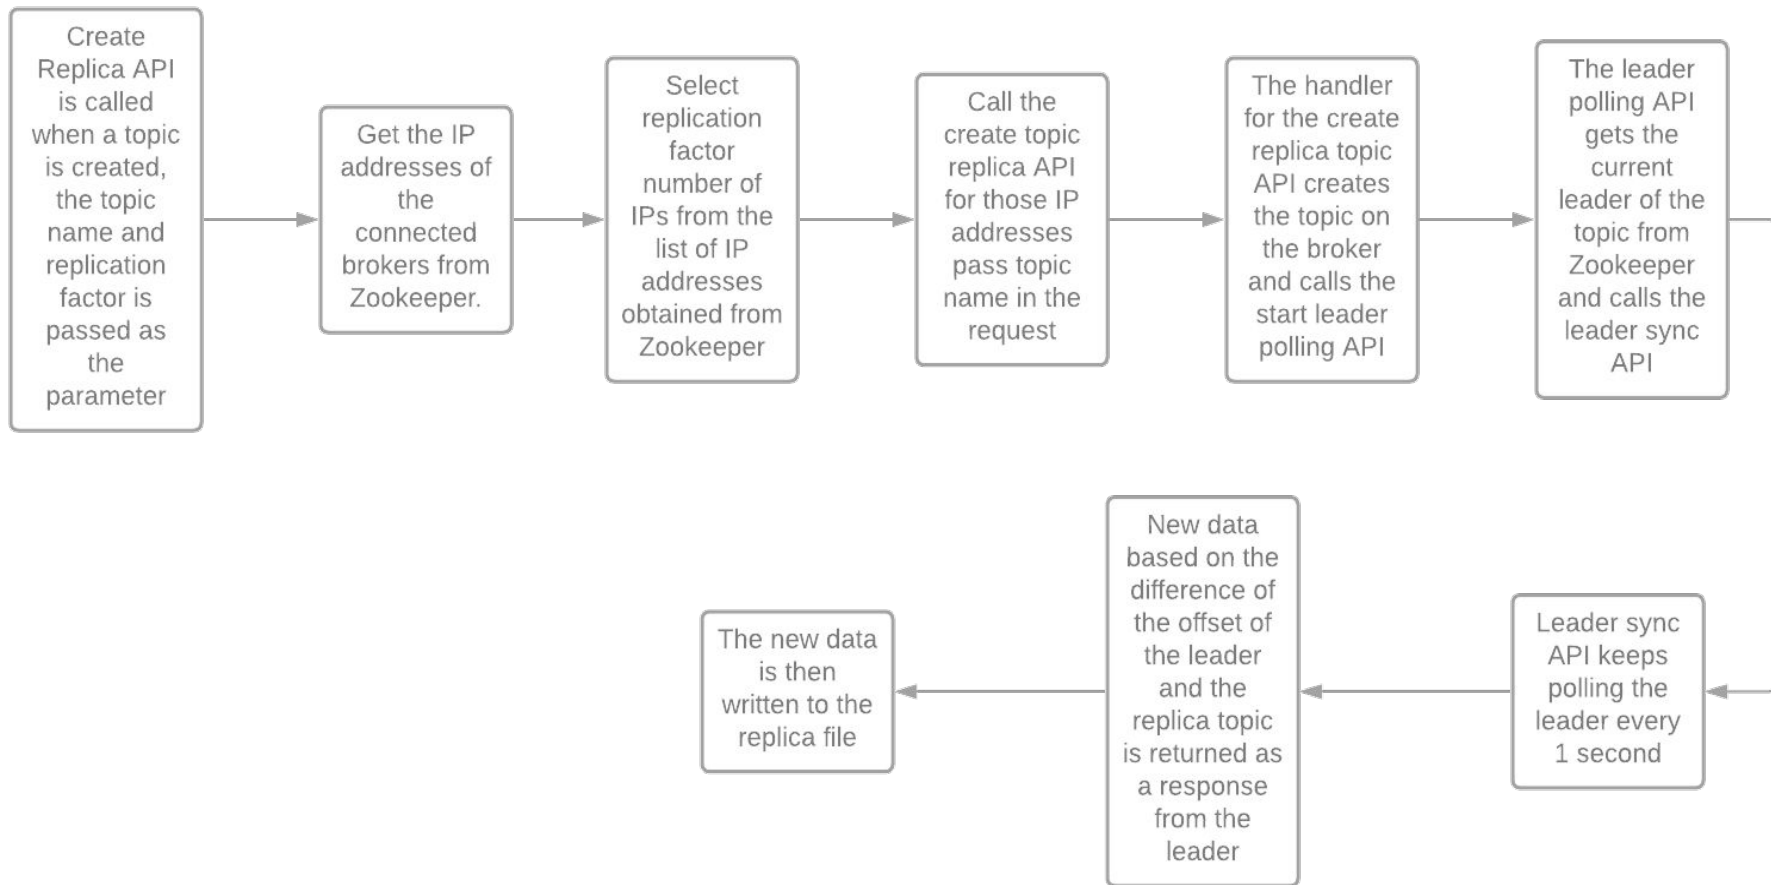 Create
Replica API
is called
when a topic
is created,
the topic
name and
replication
factor is
passed as
the
parameter
Get the IP
addresses of
the
connected
brokers from
Zookeeper.
Select
replication
factor
number of
IPs from the
list of IP
addresses
obtained from
Zookeeper
Call the
create topic
replica API
for those IP
addresses
pass topic
name in the
request
The handler
for the create
replica topic
API creates
the topic on
the broker
and calls the
start leader
polling API
The leader
polling API
gets the
current
leader of the
topic from
Zookeeper
and calls the
leader sync
API
Leader sync
API keeps
polling the
leader every
1 second
New data
based on the
difference of
the offset of
the leader
and the
replica topic
is returned as
a response
from the
leader
The new data
is then
written to the
replica file